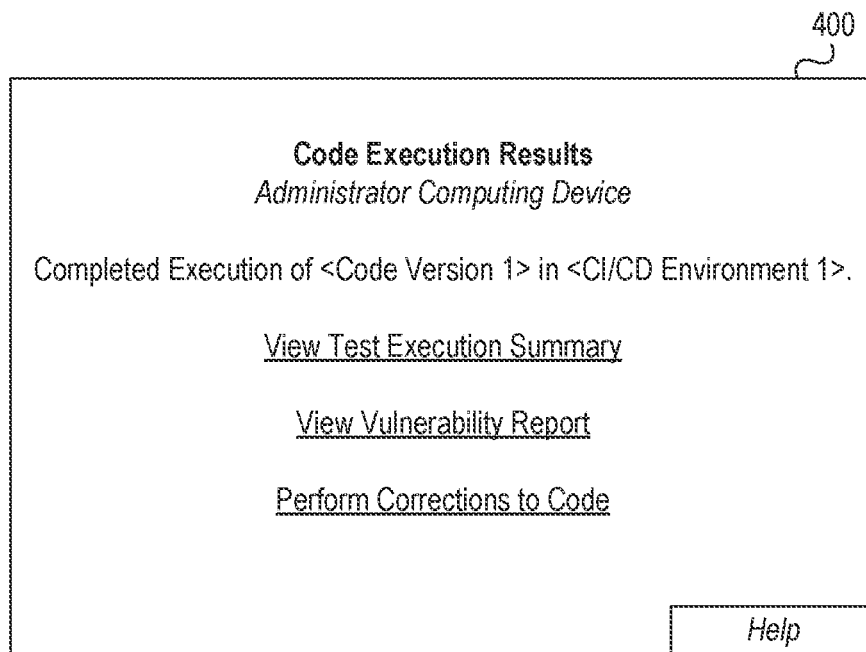 400
Code Execution Results
Administrator Computing Device
Completed Execution of <Code Version 1> in <CI/CD Environment 1>.
View Test Execution Summary
View Vulnerability Report
Perform Corrections to Code
Help